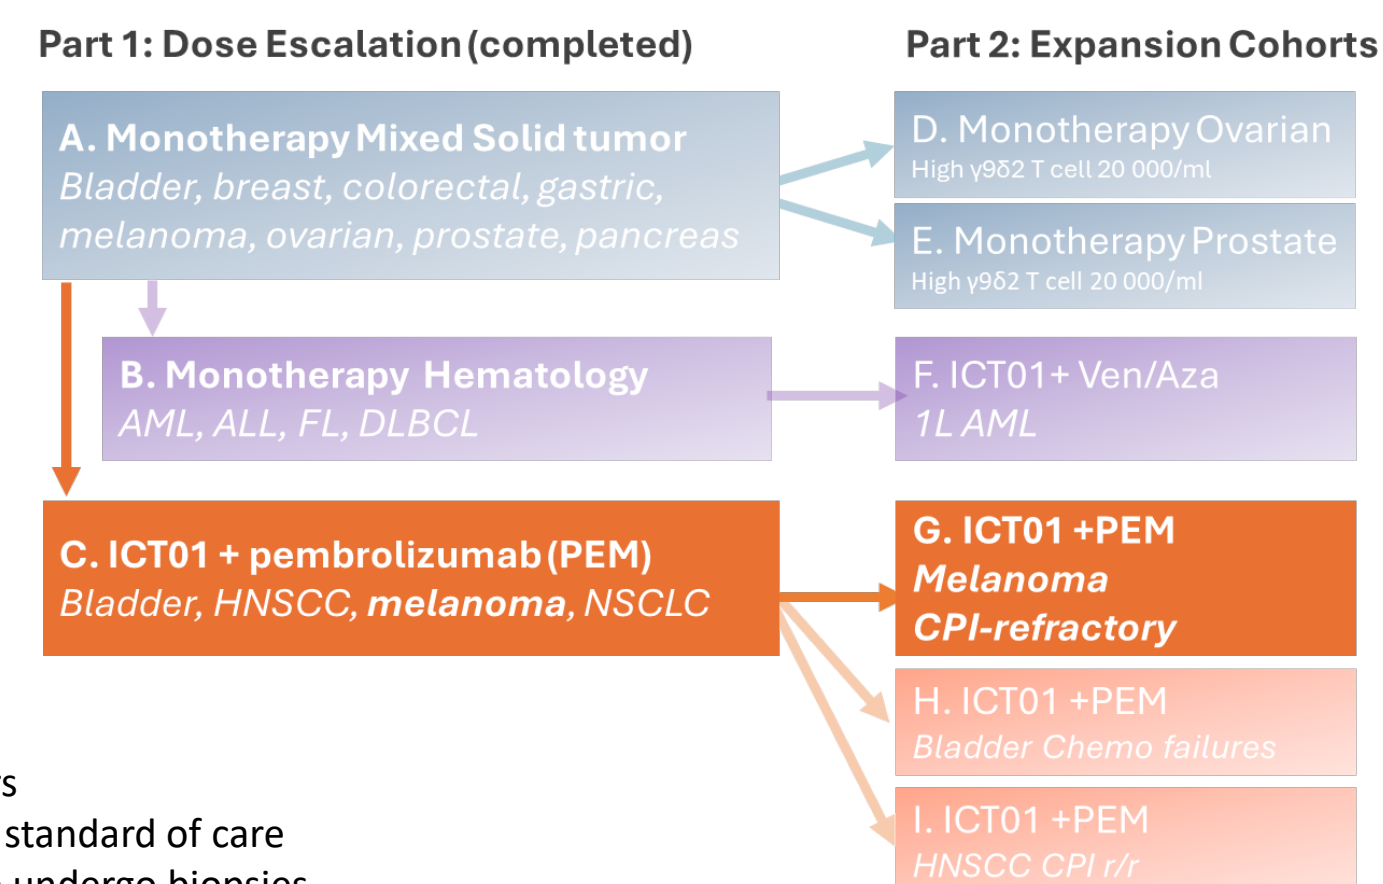 Part 1: Dose Escalation (completed)
Part 2: Expansion Cohorts
A. Monotherapy Mixed Solid tumor
Bladder, breast, colorectal, gastric,
melanoma, ovarian, prostate, pancreas
D. Monotherapy Ovarian
High γ9δ2 T cell 20 000/ml
E. Monotherapy Prostate
High γ9δ2 T cell 20 000/ml
B. Monotherapy Hematology
AML, ALL, FL, DLBCL
F. ICT01+ Ven/Aza
1L AML
C. ICT01 + pembrolizumab (PEM)
Bladder, HNSCC, melanoma, NSCLC
G. ICT01 +PEM
Melanoma
CPI-refractory
H. ICT01 +PEM
Bladder Chemo failures
I. ICT01 +PEM
HNSCC CPI r/r
standard of care
undergo biopsies